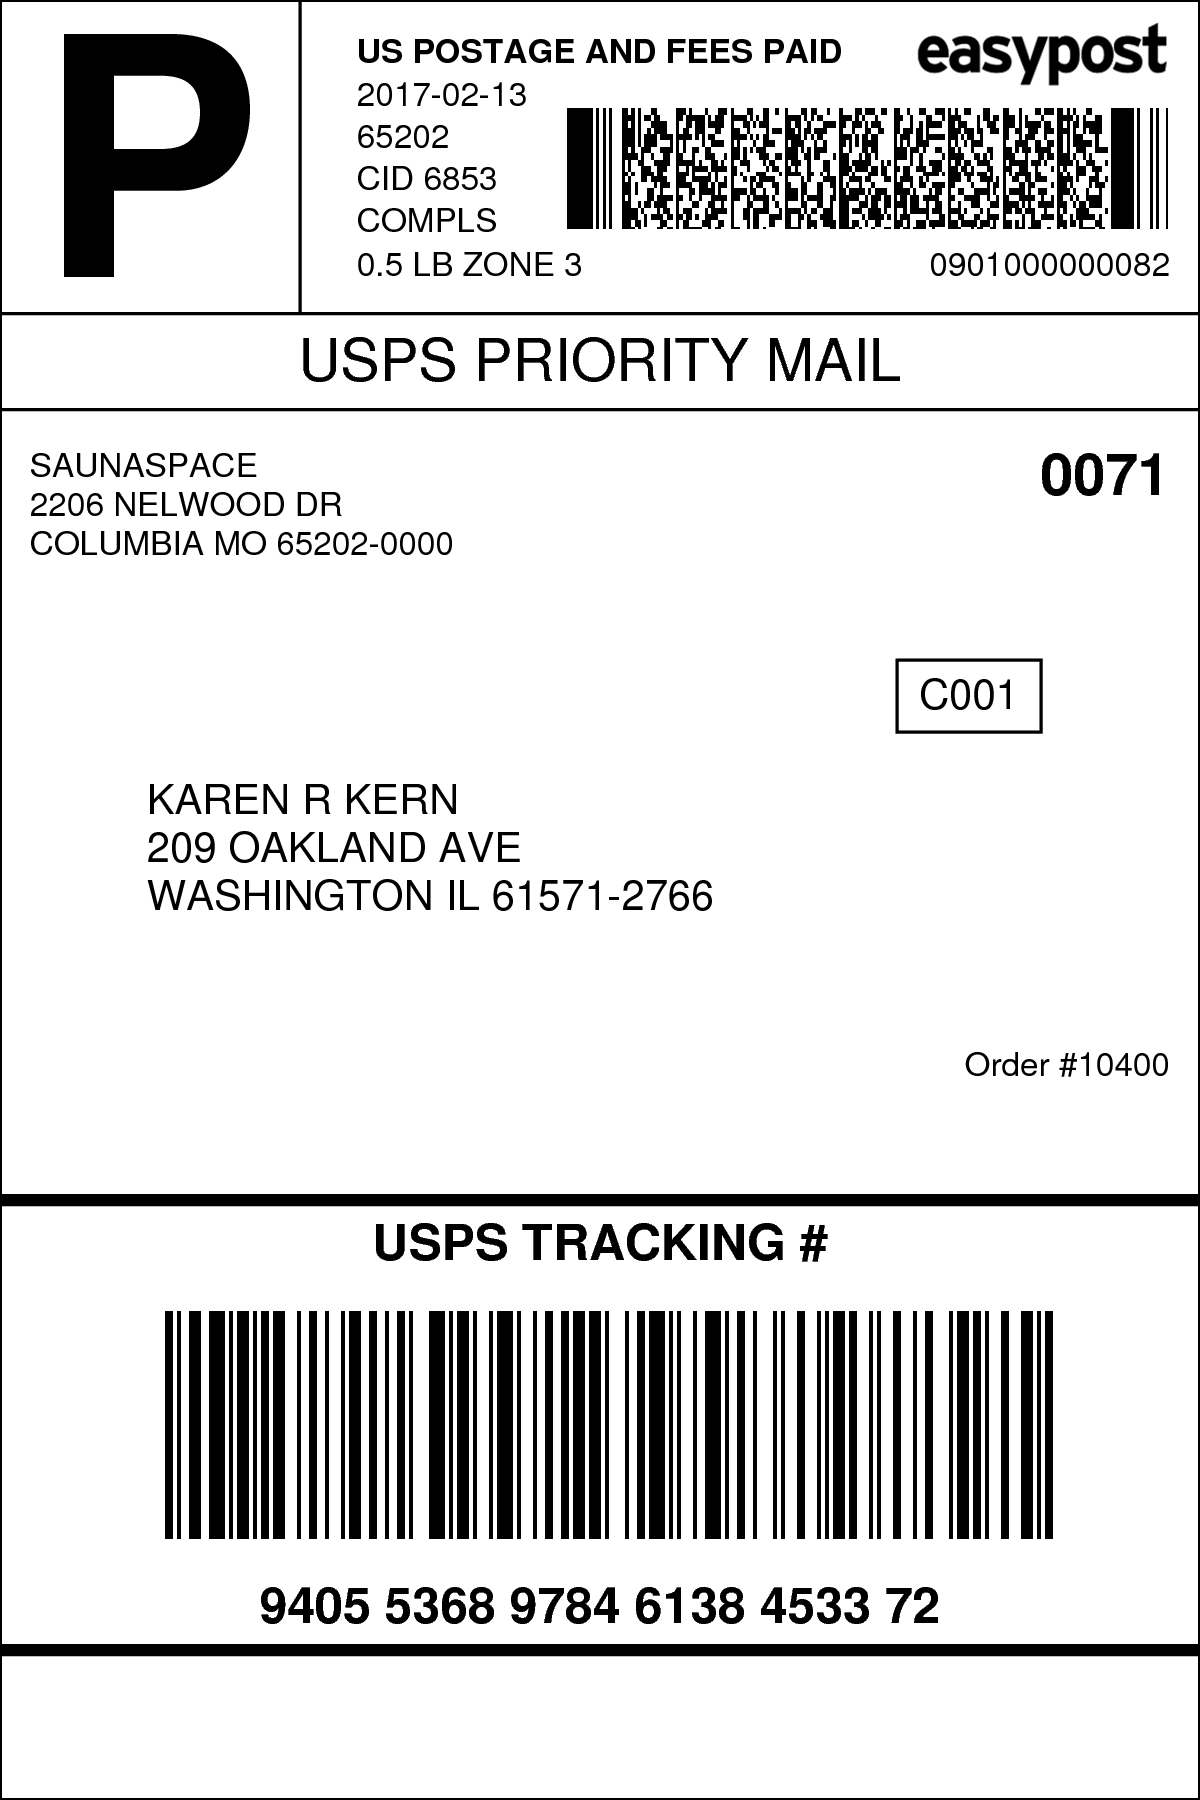 P
US POSTAGE AND FEES PAID
easypost
2017-02-13
65202
CID 6853
COMPLS
0.5 LB ZONE 3
0901000000082
USPS PRIORITY MAIL
SAUNASPACE
2206 NELWOOD DR
COLUMBIA MO 65202-0000
0071
C001
KAREN R KERN
209 OAKLAND AVE
WASHINGTON IL 61571-2766
Order #10400
USPS TRACKING #
9405 5368 9784 6138 4533 72